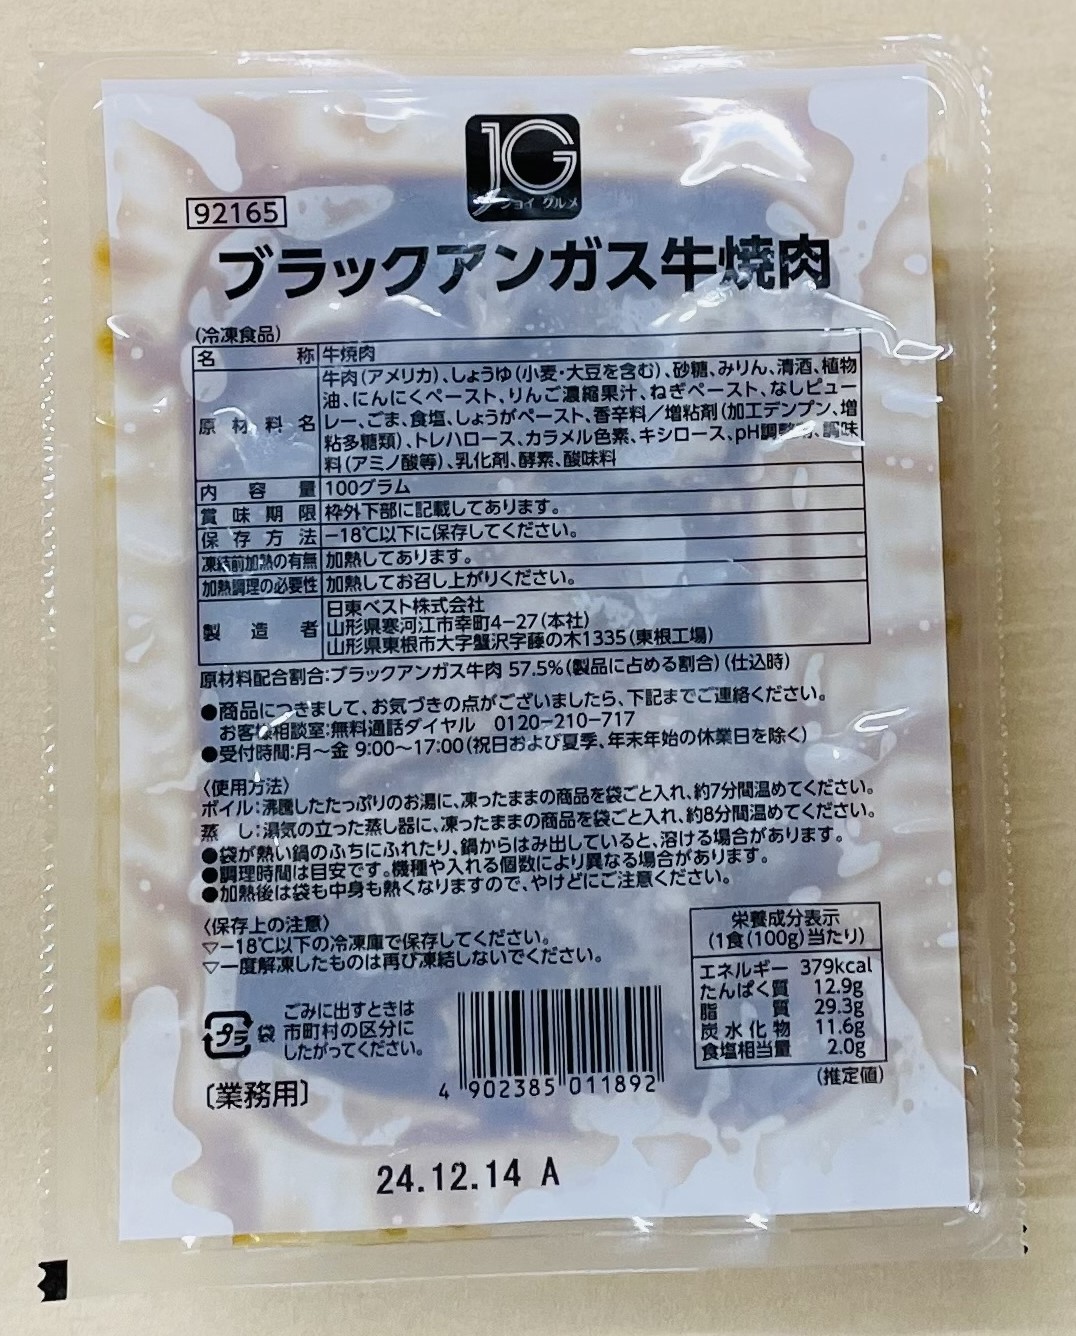 JG
ジョイ グルメ
92165
ブラックアンガス牛焼肉
(冷凍食品)
名 称 牛焼肉
原材料名 牛肉(アメリカ)、しょうゆ(小麦・大豆を含む)、砂糖、みりん、清酒、植物
油、にんにくペースト、りんご濃縮果汁、ねぎペースト、なしピュー
レー、ごま、食塩、しょうがペースト、香辛料/増粘剤(加工デンプン、増
粘多糖類)、トレハロース、カラメル色素、キシロース、pH調整剤、調味
料(アミノ酸等)、乳化剤、酵素、酸味料
内容量 100グラム
賞味期限 枠外下部に記載してあります。
保存方法 -18℃以下に保存してください。
凍結前加熱の有無 加熱してあります。
加熱調理の必要性 加熱してお召し上がりください。
製造者 日東ベスト株式会社
山形県寒河江市幸町4-27(本社)
山形県東根市大字蟹沢字藤の木1335(東根工場)
原材料配合割合:ブラックアンガス牛肉 57.5%(製品に占める割合)(仕込時)
●商品につきまして、お気づきの点がございましたら、下記までご連絡ください。
お客様相談室:無料通話ダイヤル 0120-210-717
●受付時間:月~金 9:00~17:00(祝日および夏季、年末年始の休業日を除く)
〈使用方法〉
ボイル:沸騰したたっぷりのお湯に、凍ったままの商品を袋ごと入れ、約7分間温めてください。
蒸 し:湯気の立った蒸し器に、凍ったままの商品を袋ごと入れ、約8分間温めてください。
●袋が熱い鍋のふちにふれたり、鍋からはみ出していると、溶ける場合があります。
●調理時間は目安です。機種や入れる個数により異なる場合があります。
●加熱後は袋も中身も熱くなりますので、やけどにご注意ください。
〈保存上の注意〉
▽-18℃以下の冷凍庫で保存してください。
▽一度解凍したものは再び凍結しないでください。
栄養成分表示
(1食(100g)当たり)
エネルギー 379kcal
たんぱく質 12.9g
脂質 29.3g
炭水化物 11.6g
食塩相当量 2.0g
(推定値)
プラ 袋
ごみに出すときは
市町村の区分に
したがってください。
〔業務用〕
4 902385 011892
24.12.14 A